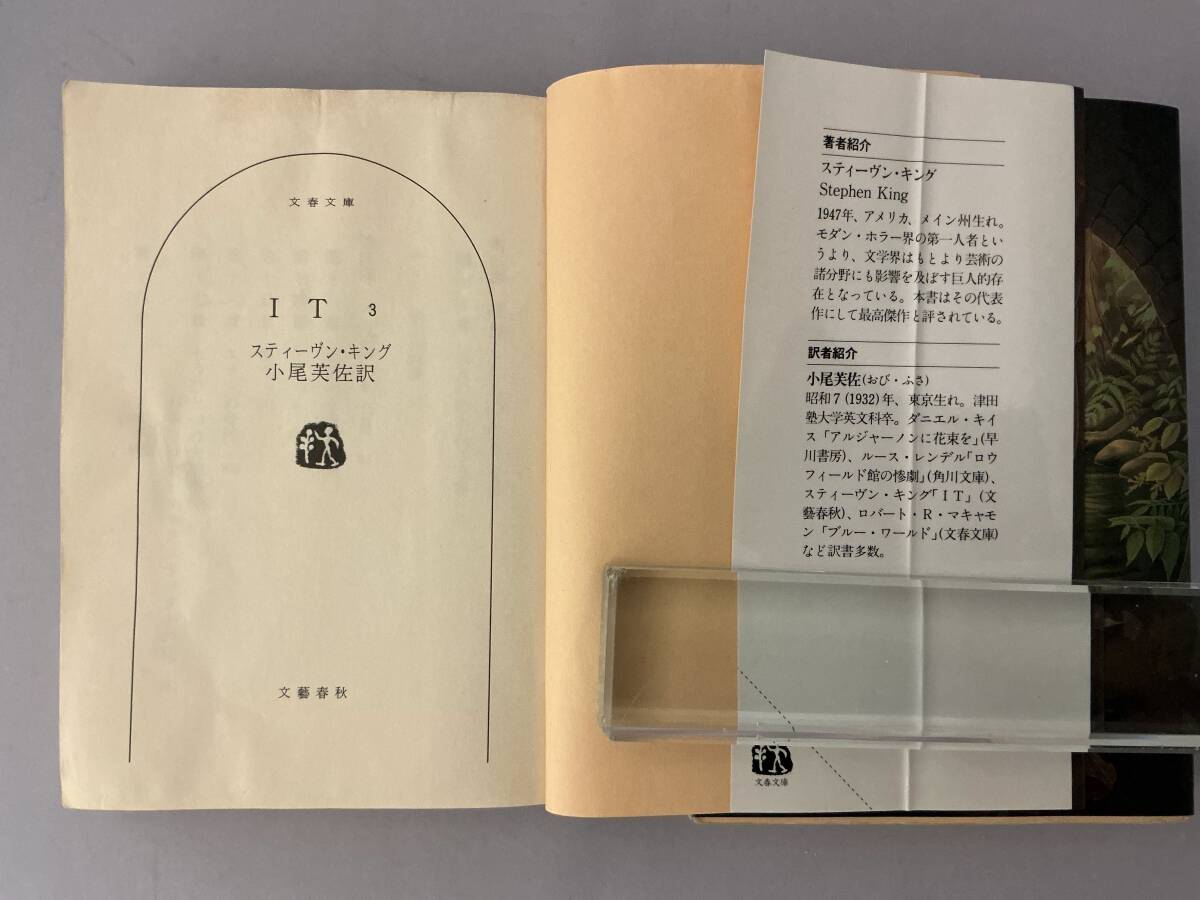 文春文庫
IT 3
スティーヴン・キング
小尾芙佐訳
文藝春秋
著者紹介
スティーヴン・キング
Stephen King
1947年、アメリカ、メイン州生れ。
モダン・ホラー界の第一人者とい
うより、文学界はもとより芸術の
諸分野にも影響を及ぼす巨人的存
在となっている。本書はその代表
作にして最高傑作と評されている。
訳者紹介
小尾芙佐(おび・ふさ)
昭和7(1932)年、東京生れ。津田
塾大学英文科卒。ダニエル・キイ
ス「アルジャーノンに花束を」(早
川書房)、ルース・レンデル「ロウ
フィールド館の惨劇」(角川文庫)、
スティーヴン・キング「IT」(文
藝春秋)、ロバート・R・マキャモ
ン「ブルー・ワールド」(文春文庫)
など訳書多数。
文春文庫